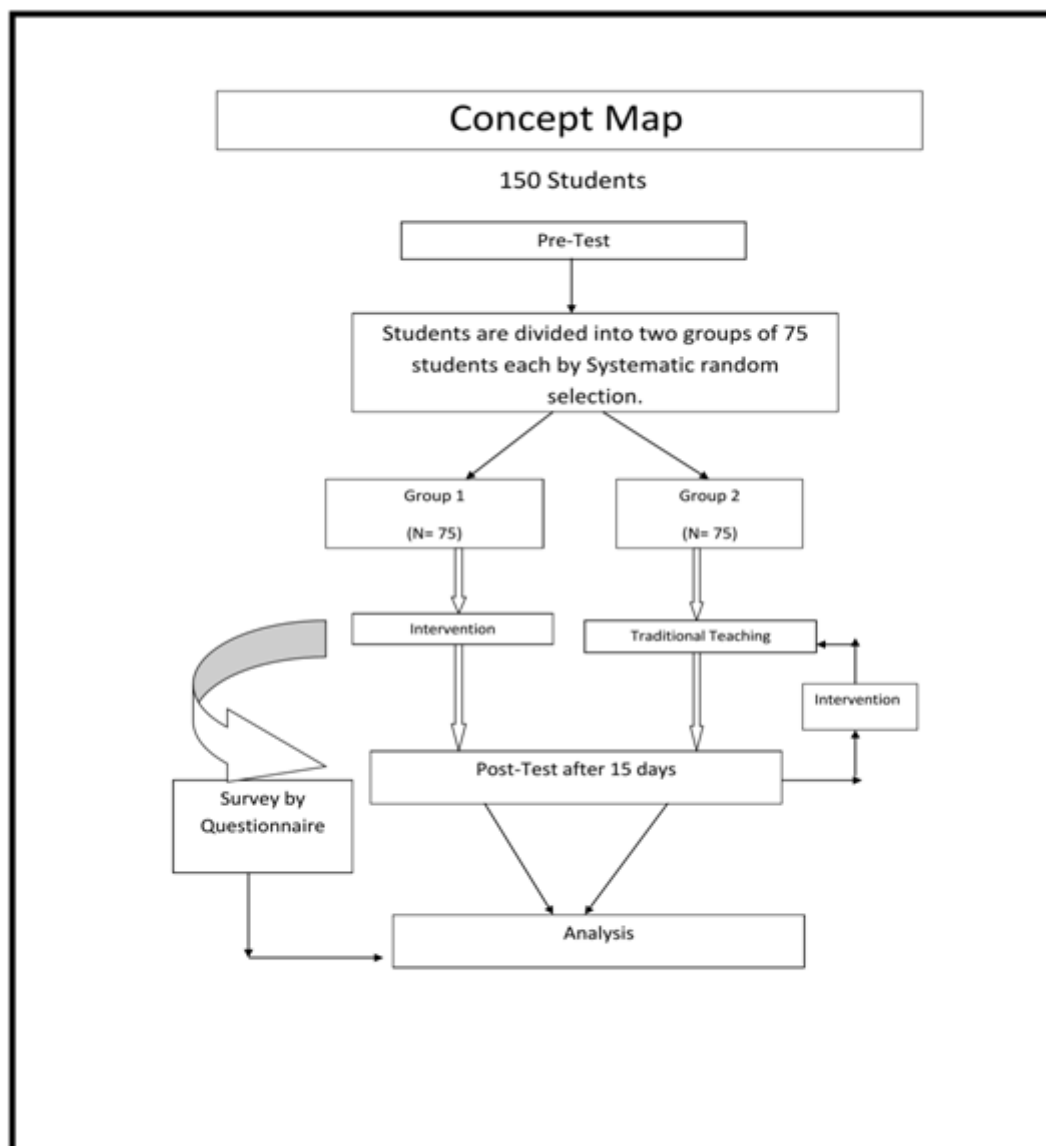 Concept Map
150 Students
Pre-Test
Students are divided into two groups of 75
students each by Systematic random
selection.
Group 1
(N= 75)
Group 2
(N= 75)
Intervention
Traditional Teaching
Intervention
Post-Test after 15 days
Survey by
Questionnaire
Analysis